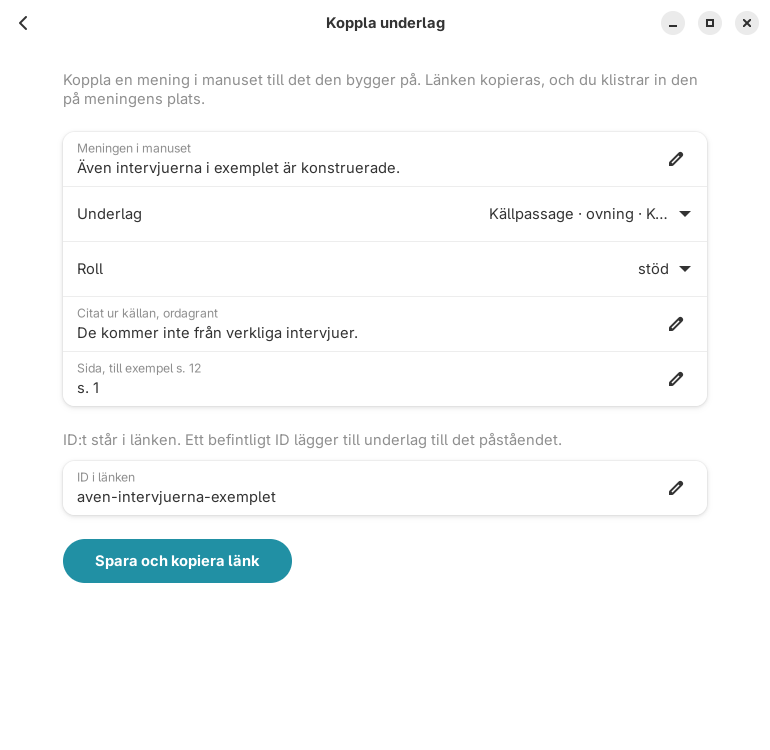 Koppla underlag
Koppla en mening i manuset till det den bygger på. Länken kopieras, och du klistrar in den
på meningens plats.
Meningen i manuset
Även intervjuerna i exemplet är konstruerade.
Underlag
Källpassage · ovning · K…
Roll
stöd
Citat ur källan, ordagrant
De kommer inte från verkliga intervjuer.
Sida, till exempel s. 12
s. 1
ID:t står i länken. Ett befintligt ID lägger till underlag till det påståendet.
ID i länken
aven-intervjuerna-exemplet
Spara och kopiera länk